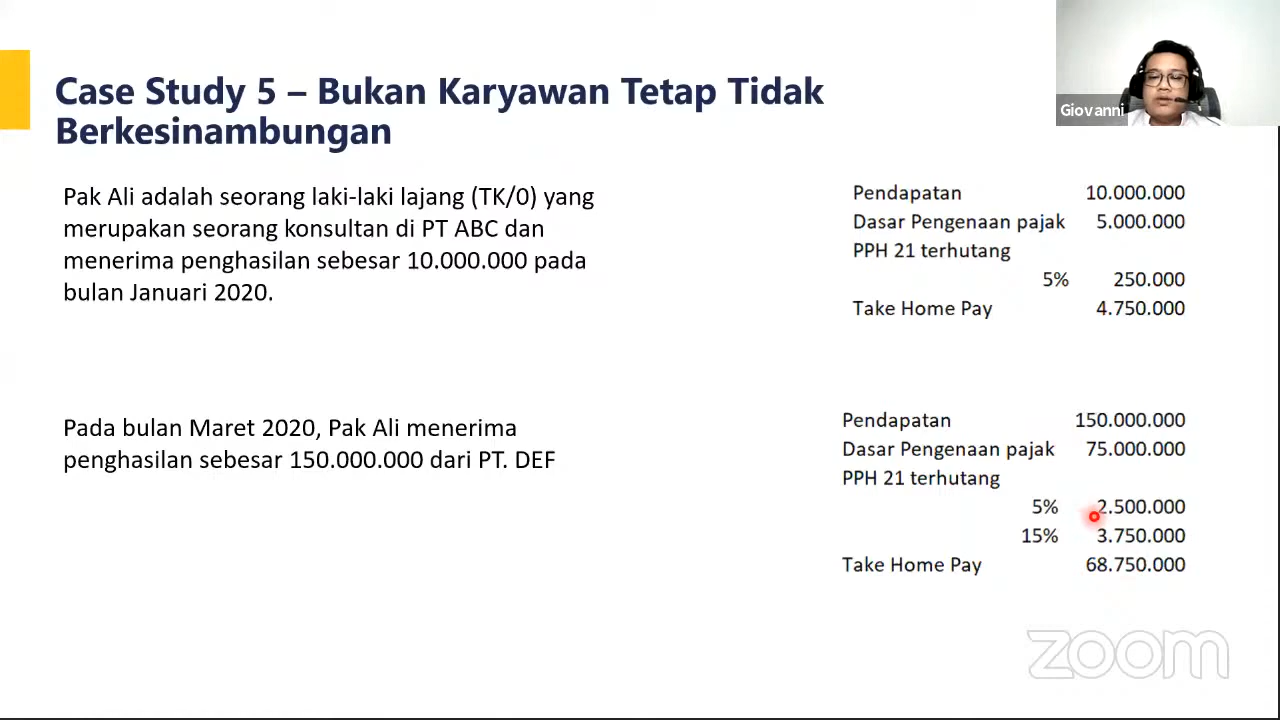 Giovanni
Case Study 5 – Bukan Karyawan Tetap Tidak
Berkesinambungan
Pak Ali adalah seorang laki-laki lajang (TK/0) yang
merupakan seorang konsultan di PT ABC dan
menerima penghasilan sebesar 10.000.000 pada
bulan Januari 2020.
Pendapatan 10.000.000
Dasar Pengenaan pajak 5.000.000
PPH 21 terhutang
5% 250.000
Take Home Pay 4.750.000
Pada bulan Maret 2020, Pak Ali menerima
penghasilan sebesar 150.000.000 dari PT. DEF
Pendapatan 150.000.000
Dasar Pengenaan pajak 75.000.000
PPH 21 terhutang
5% 2.500.000
15% 3.750.000
Take Home Pay 68.750.000
zoom